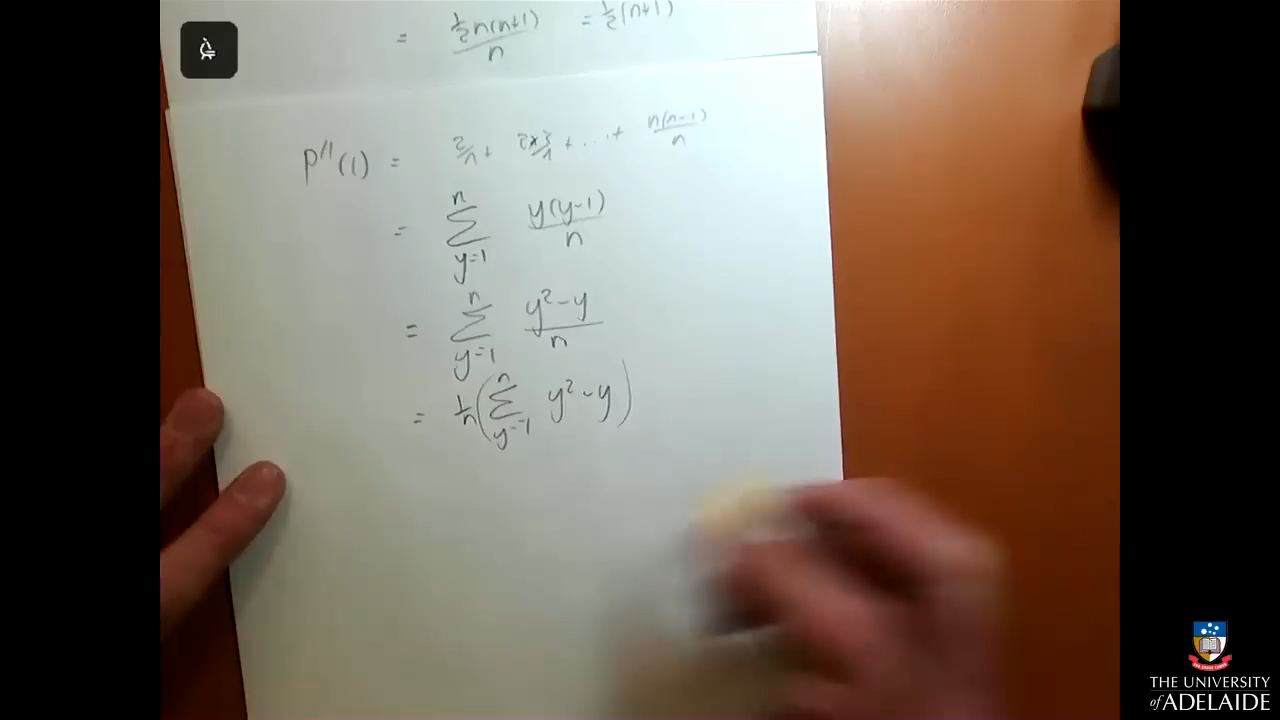 = ½n(n+1)/n = ½(n+1)
P''(1) = 2/n + 2×3/n + ... + n(n-1)/n
= Σ_{y=1}^{n} y(y-1)/n
= Σ_{y=1}^{n} (y²-y)/n
= 1/n (Σ_{y=1}^{n} y²-y)
THE UNIVERSITY
of ADELAIDE